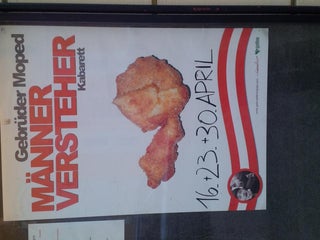 Gebrüder Moped
MÄNNER
VERSTEHER
Kabarett
16.+23.+30.APRIL